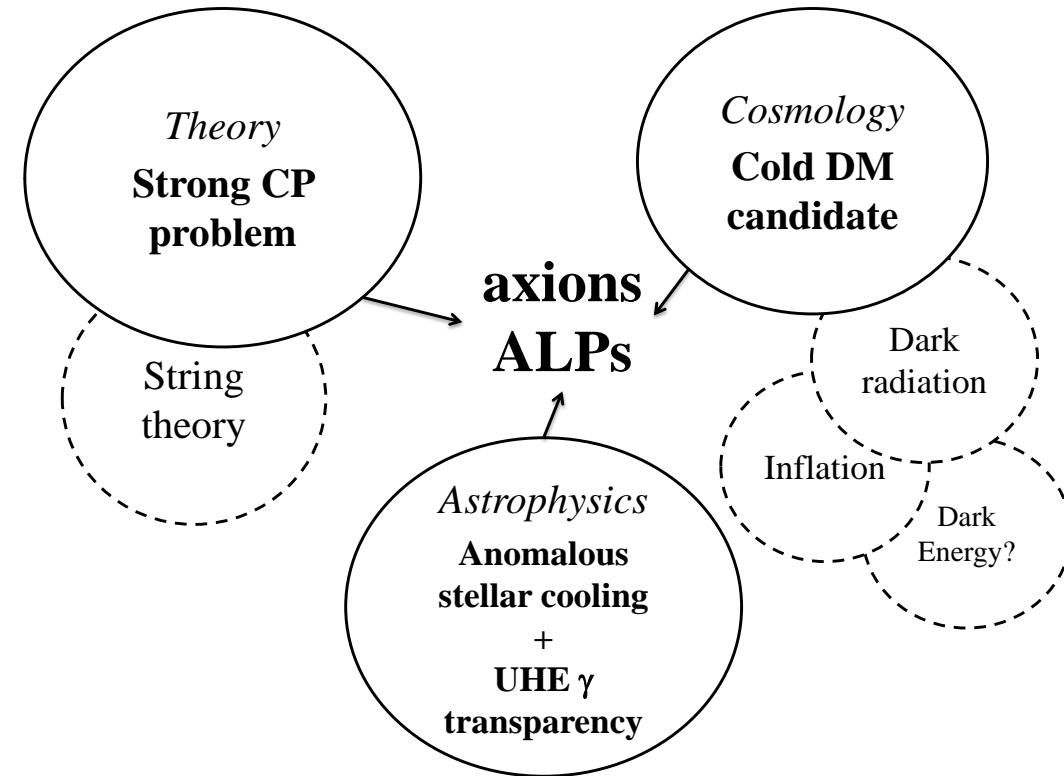 Theory
Strong CP
problem
String
theory
Cosmology
Cold DM
candidate
axions
ALPs
Dark
radiation
Inflation
Dark
Energy?
Astrophysics
Anomalous
stellar cooling
+
UHE γ
transparency